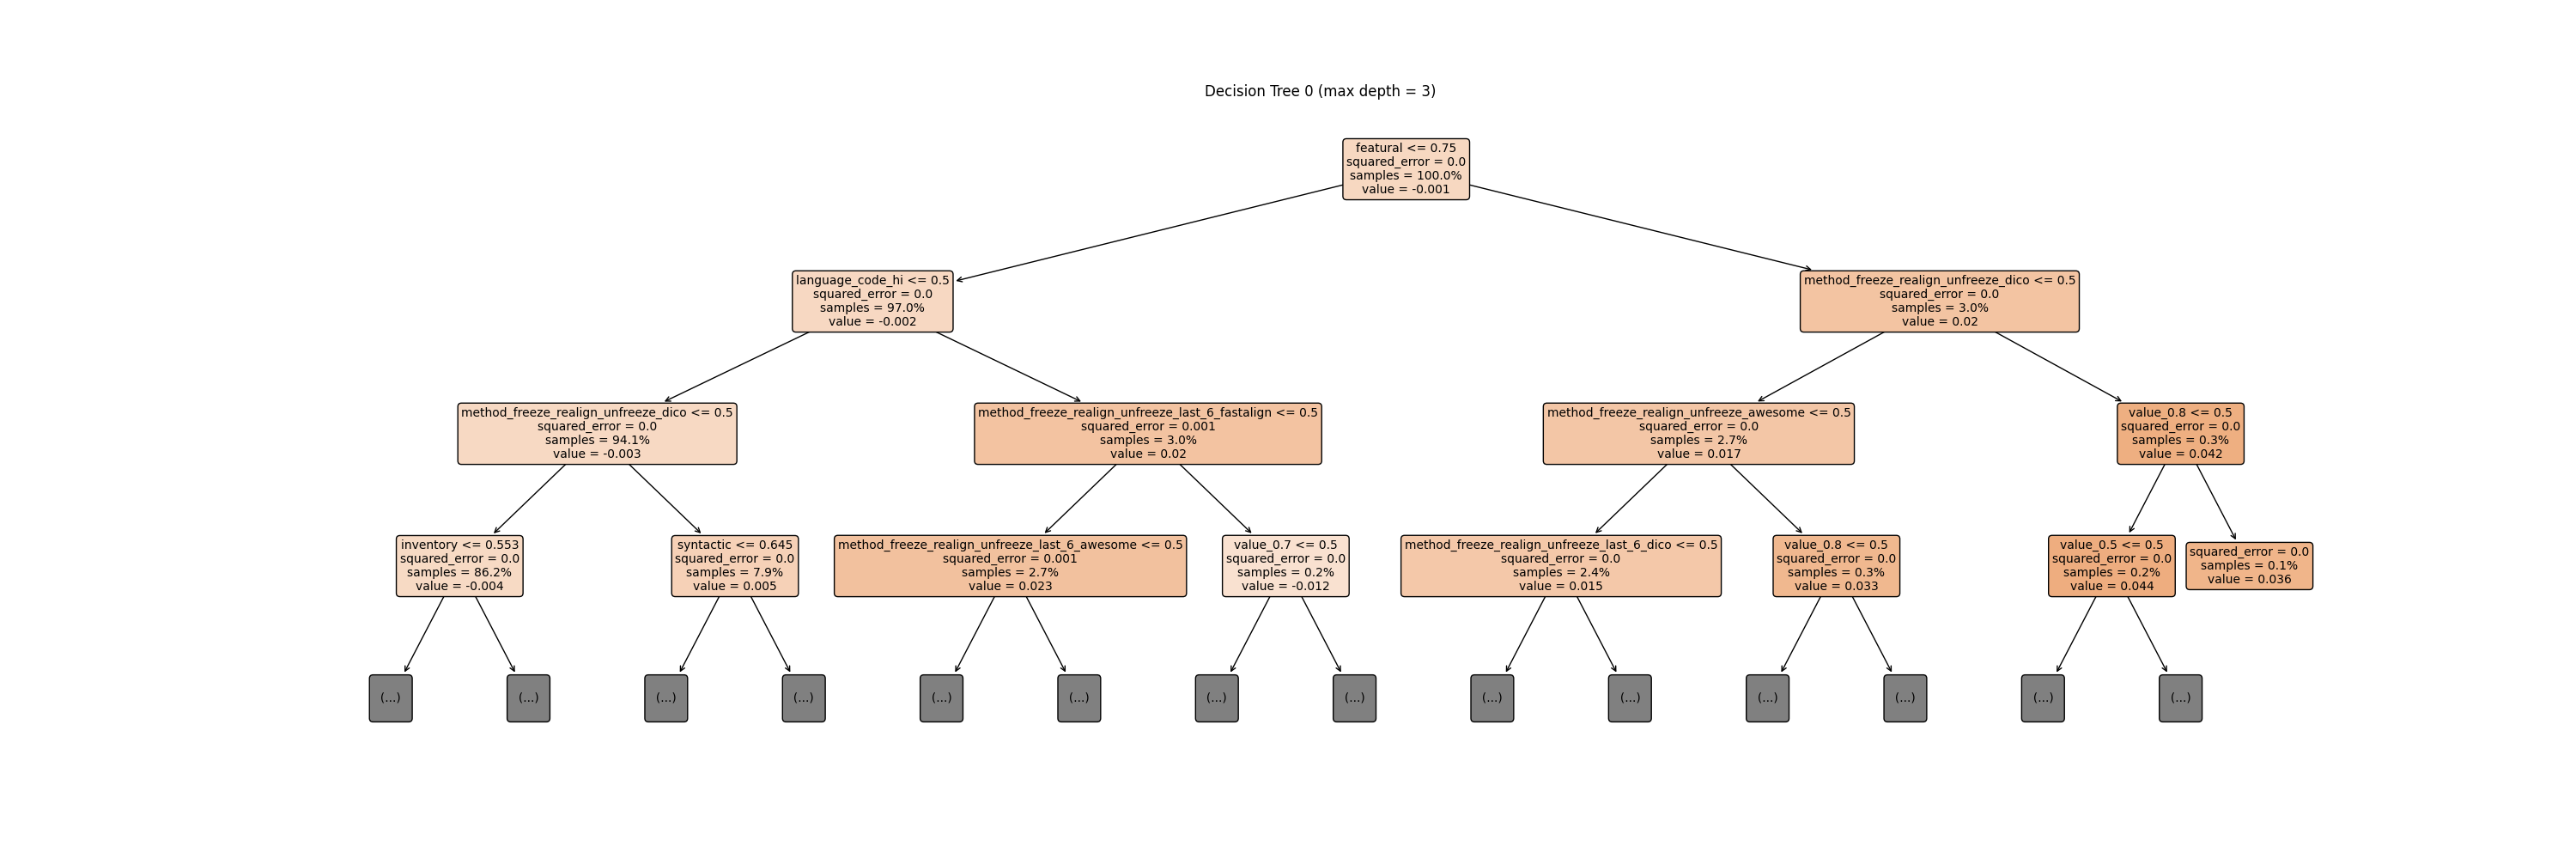 Decision Tree 0 (max depth = 3)
featural <= 0.75
squared_error = 0.0
samples = 100.0%
value = -0.001
language_code_hi <= 0.5
squared_error = 0.0
samples = 97.0%
value = -0.002
method_freeze_realign_unfreeze_dico <= 0.5
squared_error = 0.0
samples = 3.0%
value = 0.02
method_freeze_realign_unfreeze_dico <= 0.5
squared_error = 0.0
samples = 94.1%
value = -0.003
method_freeze_realign_unfreeze_last_6_fastalign <= 0.5
squared_error = 0.001
samples = 3.0%
value = 0.02
method_freeze_realign_unfreeze_awesome <= 0.5
squared_error = 0.0
samples = 2.7%
value = 0.017
value_0.8 <= 0.5
squared_error = 0.0
samples = 0.3%
value = 0.042
inventory <= 0.553
squared_error = 0.0
samples = 86.2%
value = -0.004
syntactic <= 0.645
squared_error = 0.0
samples = 7.9%
value = 0.005
method_freeze_realign_unfreeze_last_6_awesome <= 0.5
squared_error = 0.001
samples = 2.7%
value = 0.023
value_0.7 <= 0.5
squared_error = 0.0
samples = 0.2%
value = -0.012
method_freeze_realign_unfreeze_last_6_dico <= 0.5
squared_error = 0.0
samples = 2.4%
value = 0.015
value_0.8 <= 0.5
squared_error = 0.0
samples = 0.3%
value = 0.033
value_0.5 <= 0.5
squared_error = 0.0
samples = 0.2%
value = 0.044
squared_error = 0.0
samples = 0.1%
value = 0.036
(...)
(...)
(...)
(...)
(...)
(...)
(...)
(...)
(...)
(...)
(...)
(...)
(...)
(...)